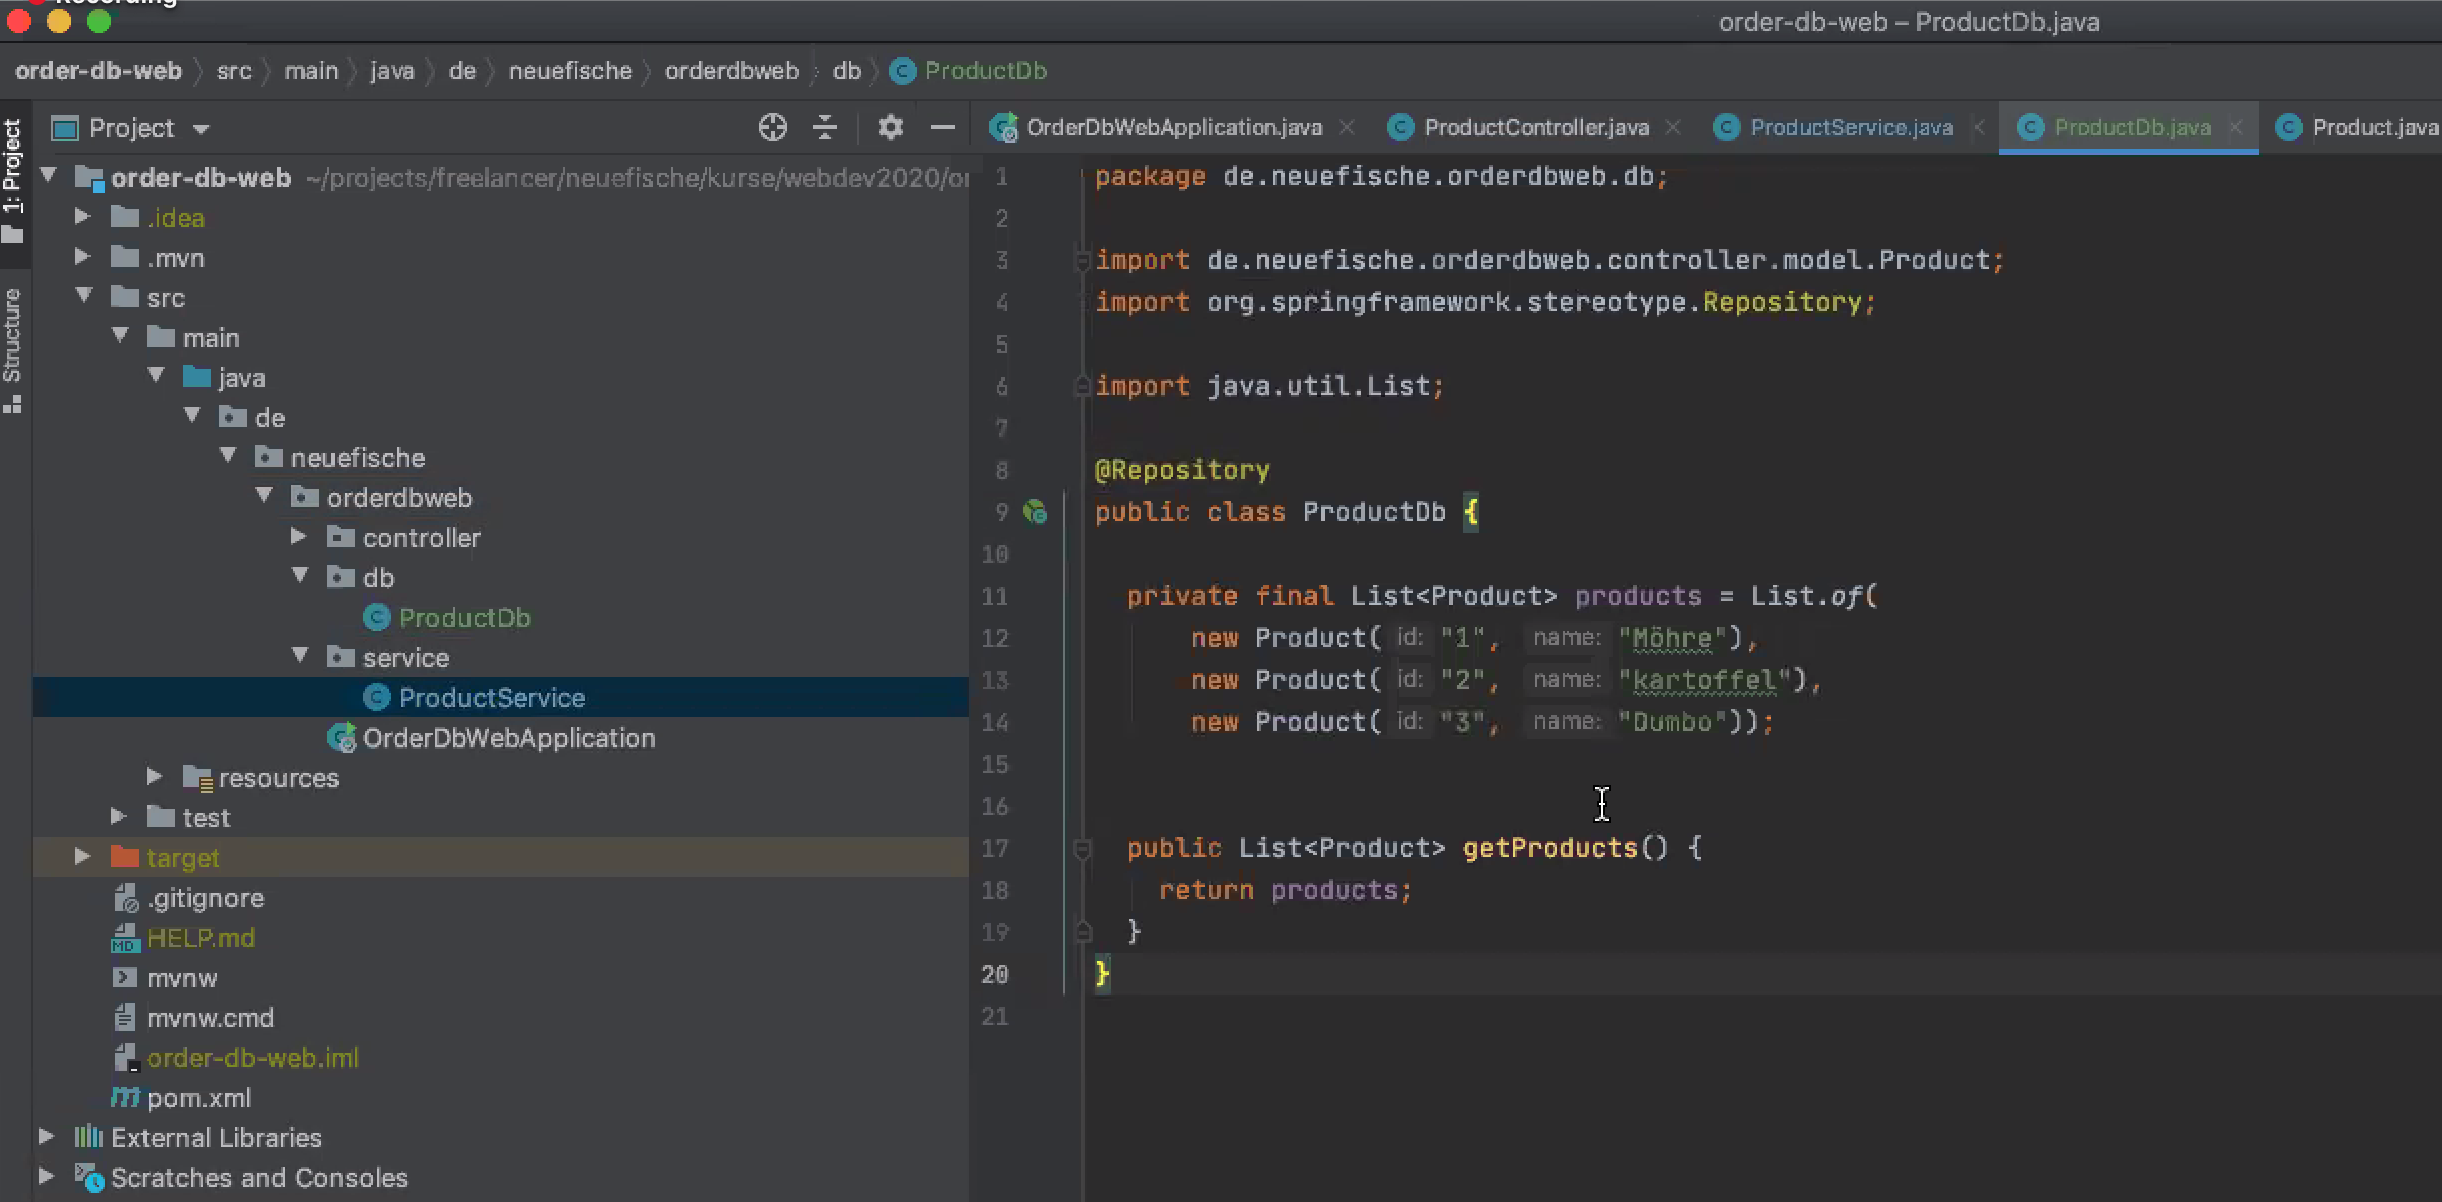 Recording
order-db-web – ProductDb.java
order-db-web src main java de neuefische orderdbweb db ProductDb
1: Project
Structure
Project
OrderDbWebApplication.java ProductController.java ProductService.java ProductDb.java Product.java
order-db-web ~/projects/freelancer/neuefische/kurse/webdev2020/or
.idea
.mvn
src
main
java
de
neuefische
orderdbweb
controller
db
ProductDb
service
ProductService
OrderDbWebApplication
resources
test
target
.gitignore
HELP.md
mvnw
mvnw.cmd
order-db-web.iml
pom.xml
External Libraries
Scratches and Consoles
1 package de.neuefische.orderdbweb.db;
2
3 import de.neuefische.orderdbweb.controller.model.Product;
4 import org.springframework.stereotype.Repository;
5
6 import java.util.List;
7
8 @Repository
9 public class ProductDb {
10
11 private final List<Product> products = List.of(
12 new Product( id: "1", name: "Möhre"),
13 new Product( id: "2", name: "kartoffel"),
14 new Product( id: "3", name: "Dumbo"));
15
16
17 public List<Product> getProducts() {
18 return products;
19 }
20 }
21